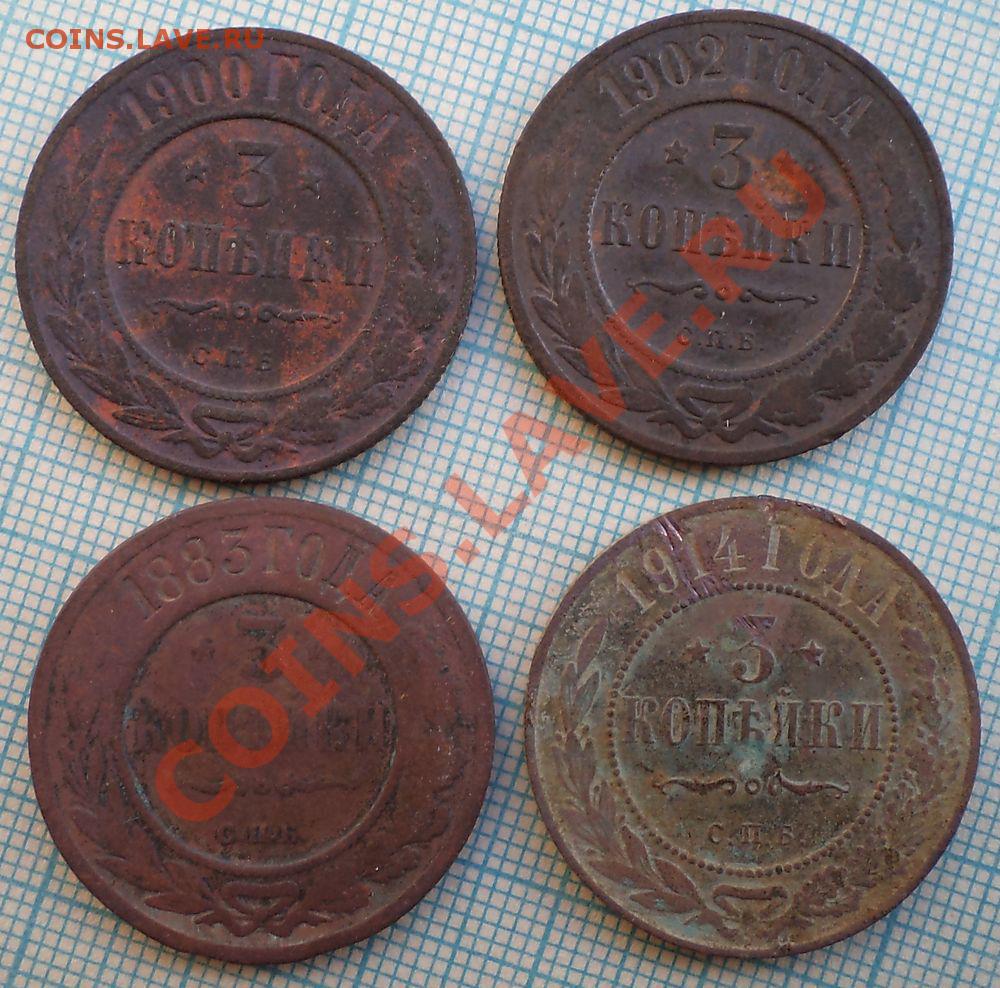 COINS.LAVE.RU
1900 ГОДА
3
КОПѢЙКИ
С.П.Б
1902 ГОДА
3
КОПѢЙКИ
С.П.Б.
1883 ГОДА
3
С.П.Б.
1914 ГОДА
3
КОПѢЙКИ
С.П.Б.
COINS.LAVE.RU